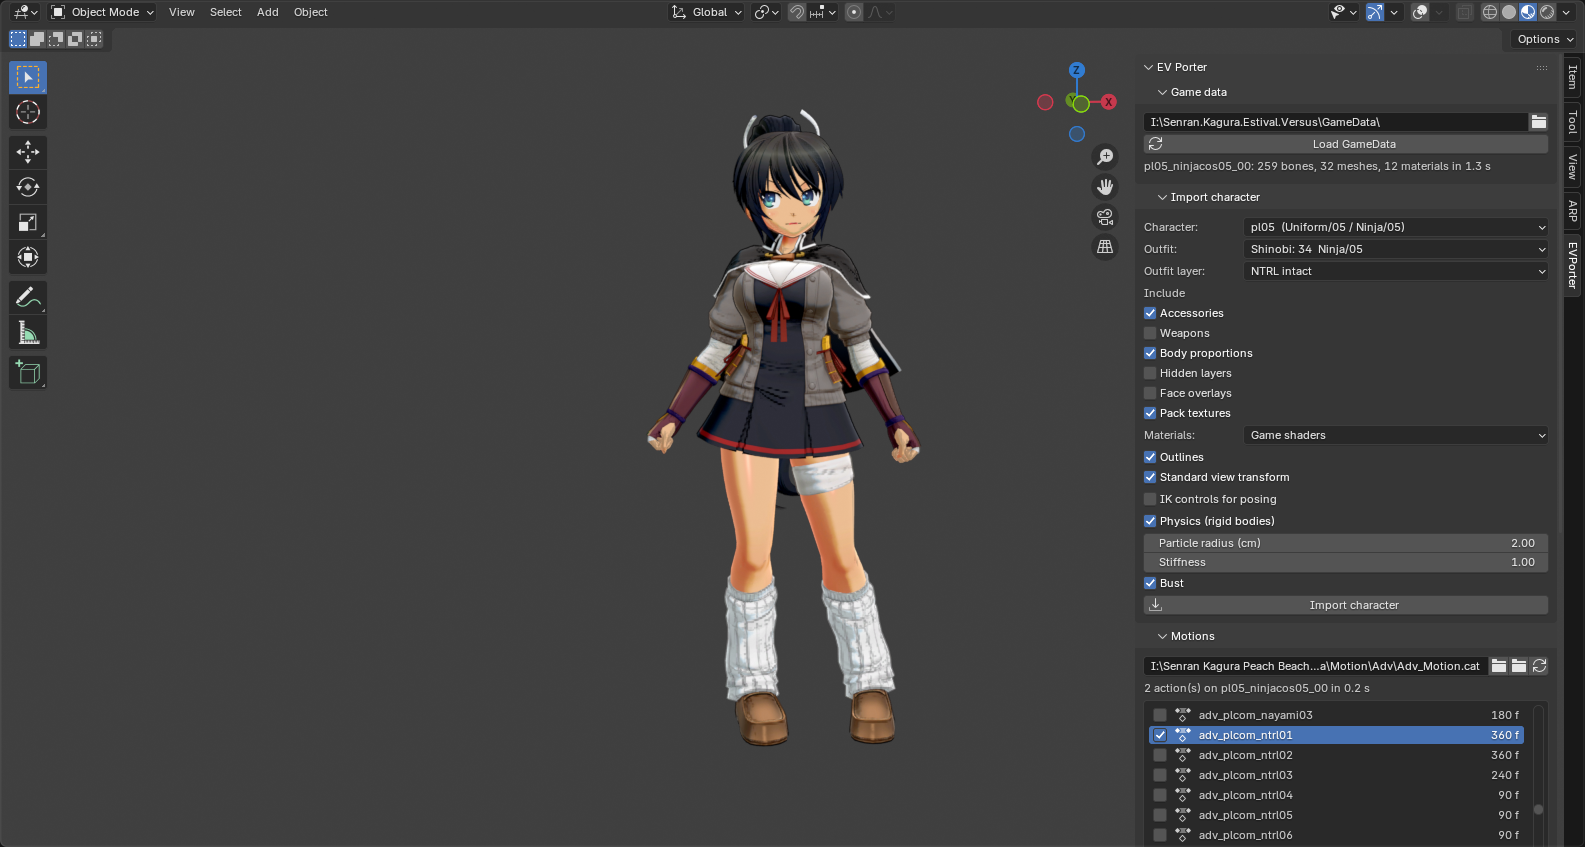 Object Mode View Select Add Object Global
Options
Z
X
EV Porter
Game data
I:\Senran.Kagura.Estival.Versus\GameData\
Load GameData
pl05_ninjacos05_00: 259 bones, 32 meshes, 12 materials in 1.3 s
Import character
Character: pl05 (Uniform/05 / Ninja/05)
Outfit: Shinobi: 34 Ninja/05
Outfit layer: NTRL intact
Include
Accessories
Weapons
Body proportions
Hidden layers
Face overlays
Pack textures
Materials: Game shaders
Outlines
Standard view transform
IK controls for posing
Physics (rigid bodies)
Particle radius (cm) 2.00
Stiffness 1.00
Bust
Import character
Motions
I:\Senran Kagura Peach Beach...a\Motion\Adv\Adv_Motion.cat
2 action(s) on pl05_ninjacos05_00 in 0.2 s
adv_plcom_nayami03 180 f
adv_plcom_ntrl01 360 f
adv_plcom_ntrl02 360 f
adv_plcom_ntrl03 240 f
adv_plcom_ntrl04 90 f
adv_plcom_ntrl05 90 f
adv_plcom_ntrl06 90 f
Item
Tool
View
ARP
EVPorter